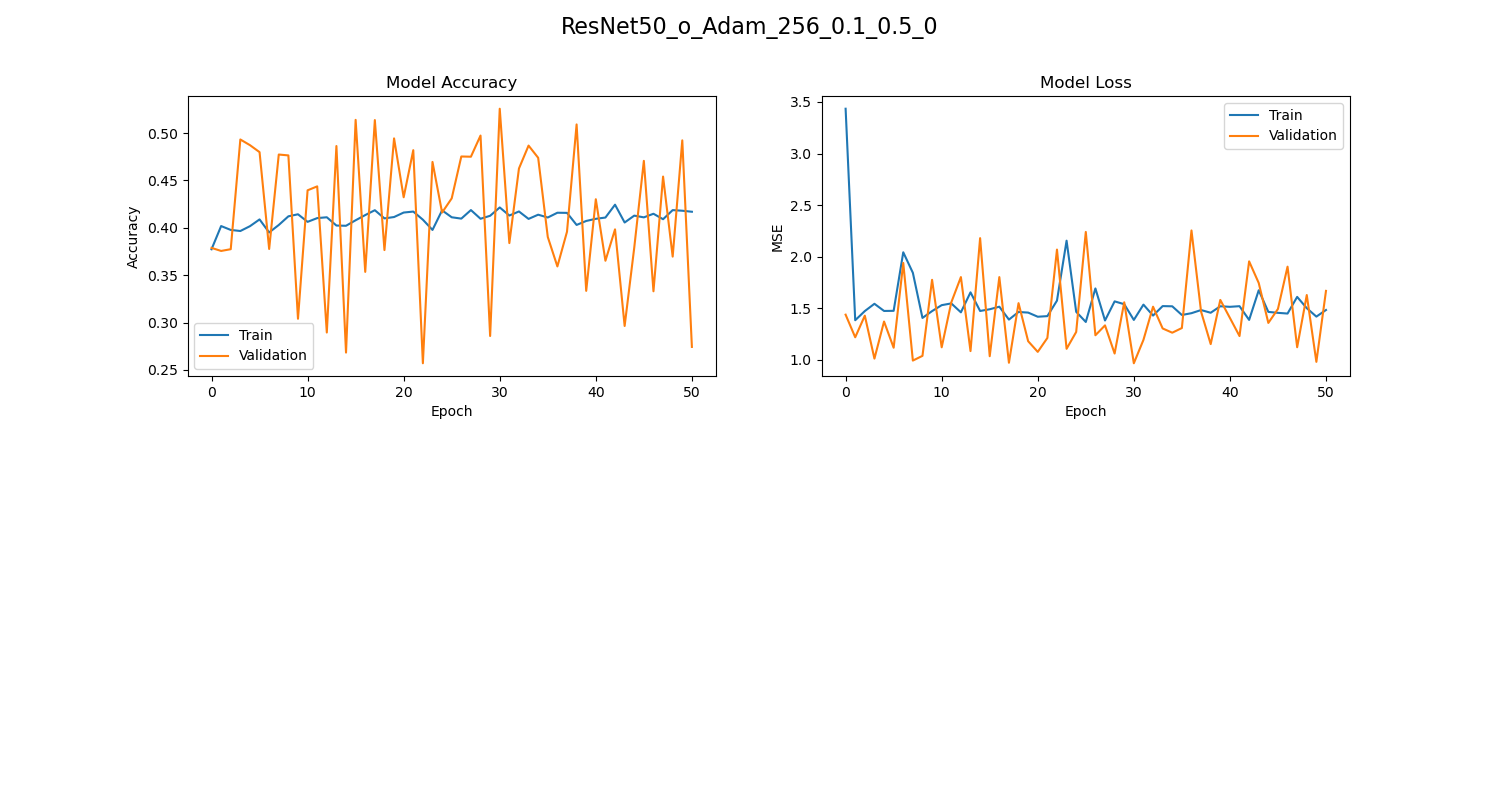 ResNet50_o_Adam_256_0.1_0.5_0
Model Accuracy
Accuracy
0.50
0.45
0.40
0.35
0.30
0.25
Train
Validation
0 10 20 30 40 50
Epoch
Model Loss
MSE
3.5
3.0
2.5
2.0
1.5
1.0
Train
Validation
0 10 20 30 40 50
Epoch